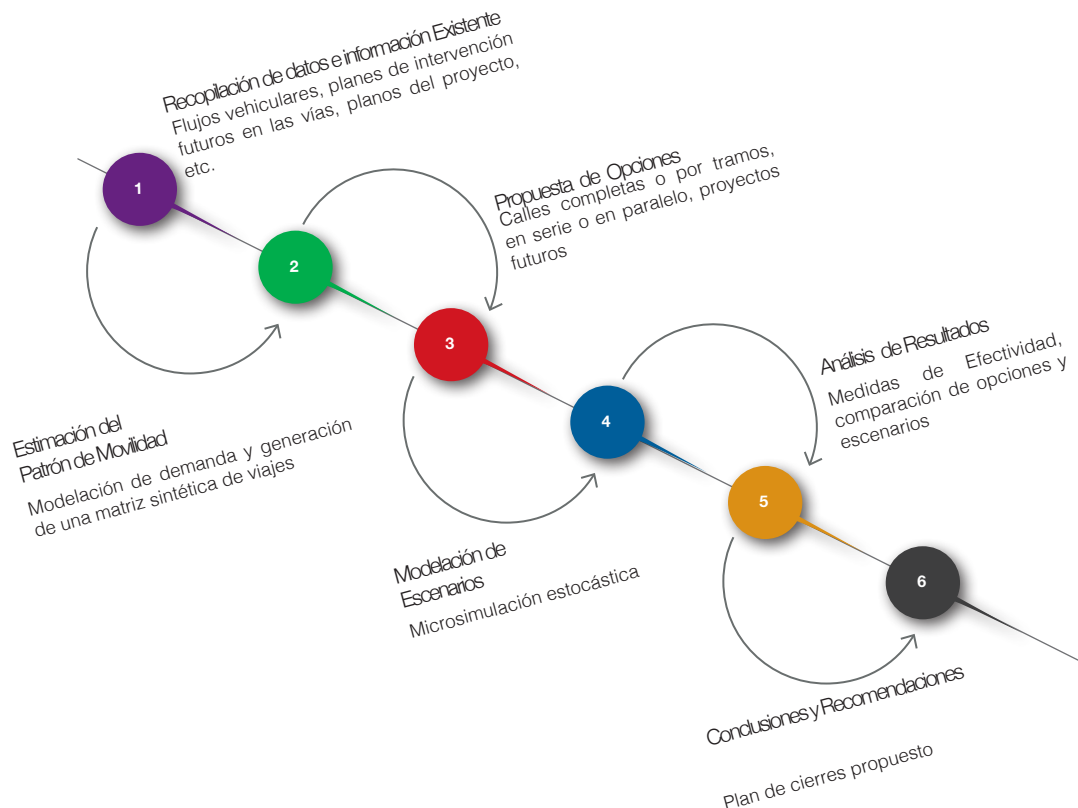 Recopilación de datos e información Existente
Flujos vehiculares, planes de intervención
futuros en las vías, planos del proyecto,
etc.
1
2
Propuesta de Opciones
Calles completas o por tramos,
en serie o en paralelo, proyectos
futuros
3
Estimación del
Patrón de Movilidad
Modelación de demanda y generación
de una matriz sintética de viajes
4
Análisis de Resultados
Medidas de Efectividad,
comparación de opciones y
escenarios
5
Modelación de
Escenarios
Microsimulación estocástica
6
Conclusiones y Recomendaciones
Plan de cierres propuesto